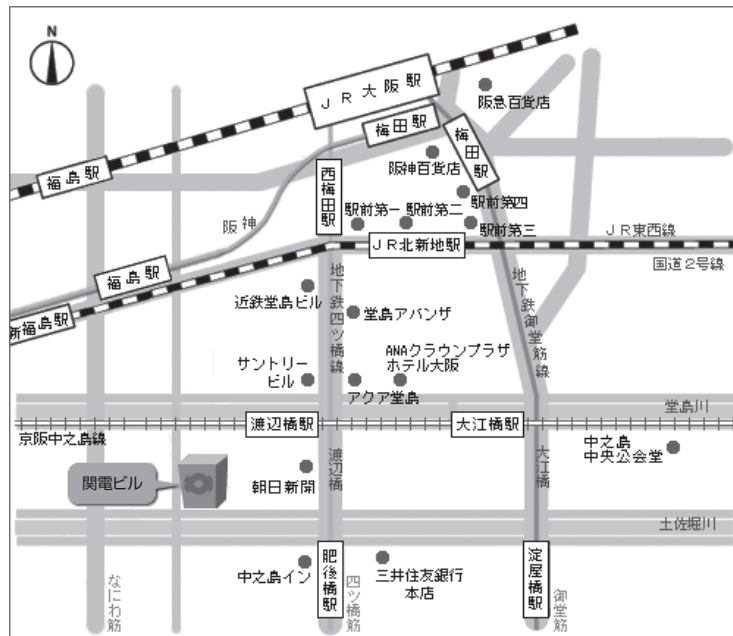 N
JR大阪駅
阪急百貨店
梅田駅
梅田駅
阪神百貨店
福島駅
西梅田駅
駅前第四
駅前第一
駅前第二
駅前第三
阪神
JR東西線
JR北新地駅
国道2号線
福島駅
新福島駅
近鉄堂島ビル
地下鉄四ツ橋線
堂島アバンザ
地下鉄御堂筋線
サントリー
ビル
ANAクラウンプラザ
ホテル大阪
アクア堂島
堂島川
渡辺橋駅
大江橋駅
京阪中之島線
中之島
中央公会堂
関電ビル
朝日新聞
渡辺橋
大江橋
土佐堀川
中之島イン
肥後橋駅
三井住友銀行
本店
淀屋橋駅
なにわ筋
四ツ橋筋
御堂筋